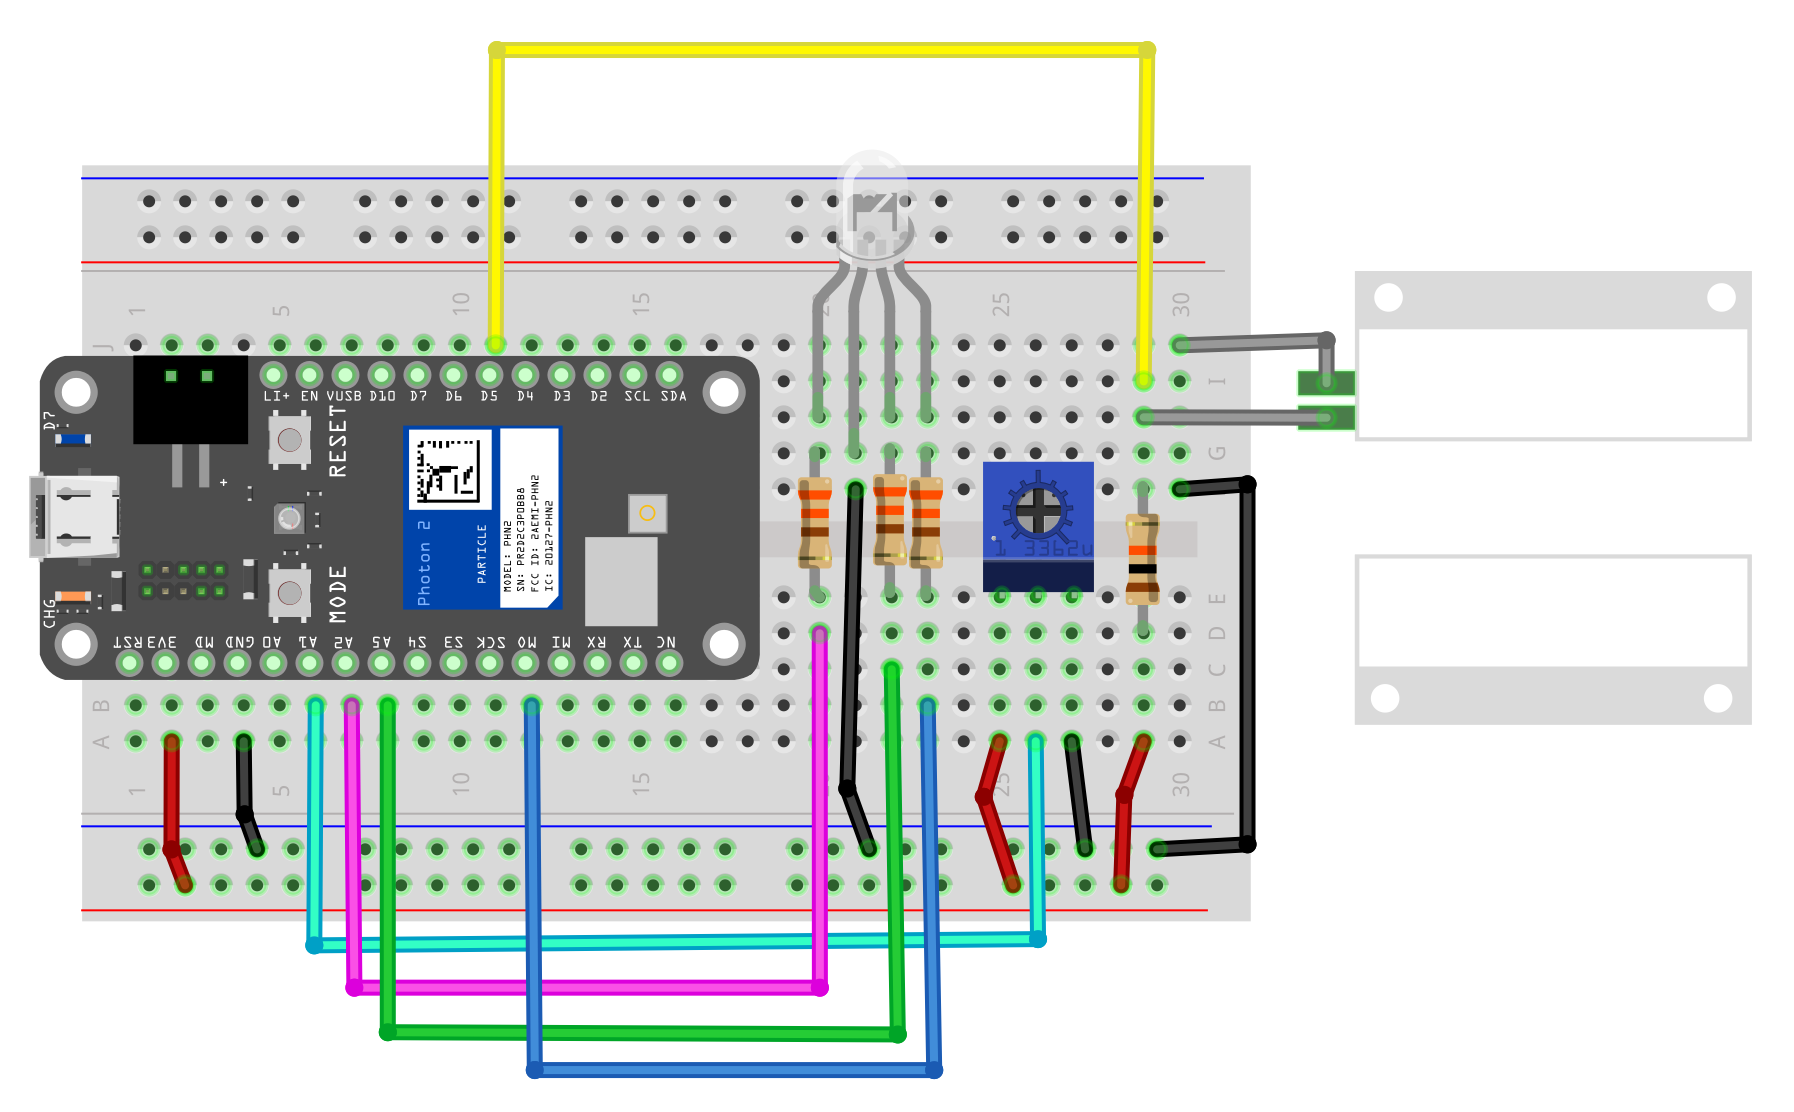 1 5 10 15 20 25 30
J
I
LI+ EN VUSB D10 D7 D6 D5 D4 D3 D2 SCL SDA
D7
RESET
G
+
Photon 2
PARTICLE
MODEL: PHN2
SN: PR2D2C3P0BB8
FCC ID: 2AEMI-PHN2
IC: 20127-PHN2
3362u
CHG
MODE
E
RST 3V3 MD GND A0 A1 A2 A5 S4 S3 SCK MO MI RX TX NC
D
C
B B
A A
1 5 10 15 25 30